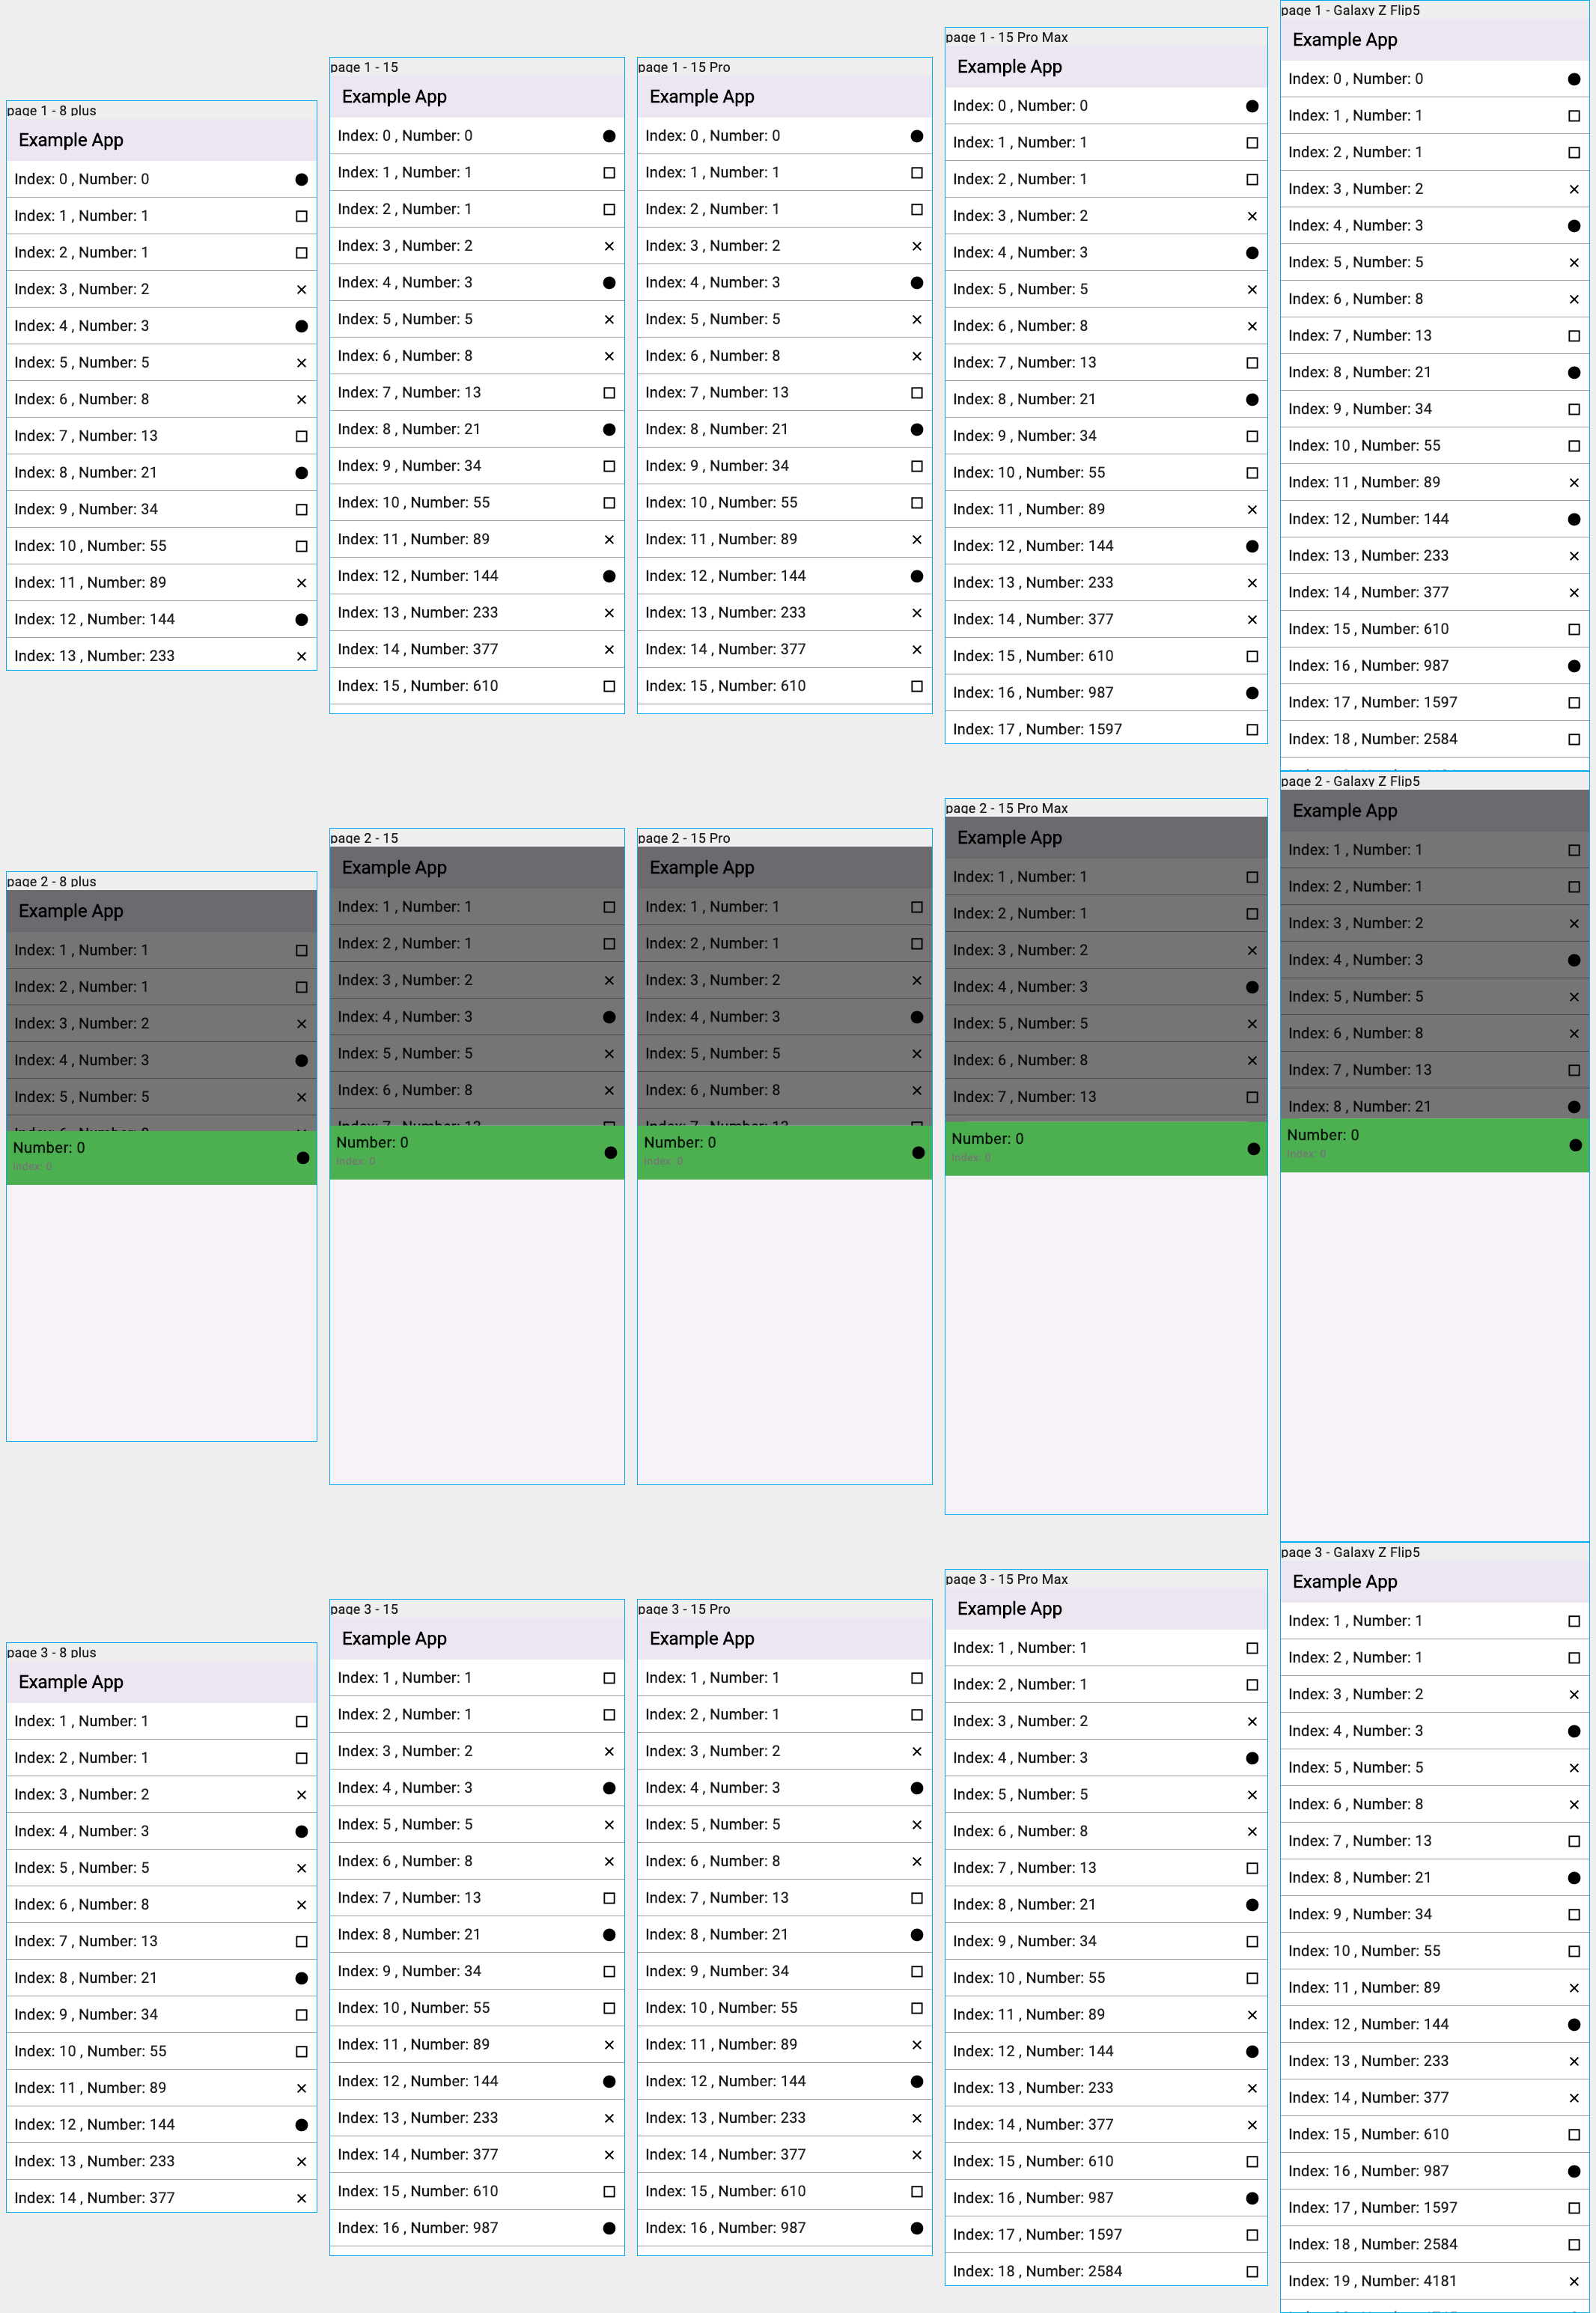 page 1 - 8 plus
Example App
Index: 0 , Number: 0
Index: 1 , Number: 1
Index: 2 , Number: 1
Index: 3 , Number: 2
Index: 4 , Number: 3
Index: 5 , Number: 5
Index: 6 , Number: 8
Index: 7 , Number: 13
Index: 8 , Number: 21
Index: 9 , Number: 34
Index: 10 , Number: 55
Index: 11 , Number: 89
Index: 12 , Number: 144
Index: 13 , Number: 233
page 1 - 15
Example App
Index: 0 , Number: 0
Index: 1 , Number: 1
Index: 2 , Number: 1
Index: 3 , Number: 2
Index: 4 , Number: 3
Index: 5 , Number: 5
Index: 6 , Number: 8
Index: 7 , Number: 13
Index: 8 , Number: 21
Index: 9 , Number: 34
Index: 10 , Number: 55
Index: 11 , Number: 89
Index: 12 , Number: 144
Index: 13 , Number: 233
Index: 14 , Number: 377
Index: 15 , Number: 610
page 1 - 15 Pro
Example App
Index: 0 , Number: 0
Index: 1 , Number: 1
Index: 2 , Number: 1
Index: 3 , Number: 2
Index: 4 , Number: 3
Index: 5 , Number: 5
Index: 6 , Number: 8
Index: 7 , Number: 13
Index: 8 , Number: 21
Index: 9 , Number: 34
Index: 10 , Number: 55
Index: 11 , Number: 89
Index: 12 , Number: 144
Index: 13 , Number: 233
Index: 14 , Number: 377
Index: 15 , Number: 610
page 1 - 15 Pro Max
Example App
Index: 0 , Number: 0
Index: 1 , Number: 1
Index: 2 , Number: 1
Index: 3 , Number: 2
Index: 4 , Number: 3
Index: 5 , Number: 5
Index: 6 , Number: 8
Index: 7 , Number: 13
Index: 8 , Number: 21
Index: 9 , Number: 34
Index: 10 , Number: 55
Index: 11 , Number: 89
Index: 12 , Number: 144
Index: 13 , Number: 233
Index: 14 , Number: 377
Index: 15 , Number: 610
Index: 16 , Number: 987
Index: 17 , Number: 1597
page 1 - Galaxy Z Flip5
Example App
Index: 0 , Number: 0
Index: 1 , Number: 1
Index: 2 , Number: 1
Index: 3 , Number: 2
Index: 4 , Number: 3
Index: 5 , Number: 5
Index: 6 , Number: 8
Index: 7 , Number: 13
Index: 8 , Number: 21
Index: 9 , Number: 34
Index: 10 , Number: 55
Index: 11 , Number: 89
Index: 12 , Number: 144
Index: 13 , Number: 233
Index: 14 , Number: 377
Index: 15 , Number: 610
Index: 16 , Number: 987
Index: 17 , Number: 1597
Index: 18 , Number: 2584
page 2 - 8 plus
Example App
Index: 1 , Number: 1
Index: 2 , Number: 1
Index: 3 , Number: 2
Index: 4 , Number: 3
Index: 5 , Number: 5
Number: 0
Index: 0
page 2 - 15
Example App
Index: 1 , Number: 1
Index: 2 , Number: 1
Index: 3 , Number: 2
Index: 4 , Number: 3
Index: 5 , Number: 5
Index: 6 , Number: 8
Number: 0
Index: 0
page 2 - 15 Pro
Example App
Index: 1 , Number: 1
Index: 2 , Number: 1
Index: 3 , Number: 2
Index: 4 , Number: 3
Index: 5 , Number: 5
Index: 6 , Number: 8
Number: 0
Index: 0
page 2 - 15 Pro Max
Example App
Index: 1 , Number: 1
Index: 2 , Number: 1
Index: 3 , Number: 2
Index: 4 , Number: 3
Index: 5 , Number: 5
Index: 6 , Number: 8
Index: 7 , Number: 13
Number: 0
Index: 0
page 2 - Galaxy Z Flip5
Example App
Index: 1 , Number: 1
Index: 2 , Number: 1
Index: 3 , Number: 2
Index: 4 , Number: 3
Index: 5 , Number: 5
Index: 6 , Number: 8
Index: 7 , Number: 13
Index: 8 , Number: 21
Number: 0
Index: 0
page 3 - 8 plus
Example App
Index: 1 , Number: 1
Index: 2 , Number: 1
Index: 3 , Number: 2
Index: 4 , Number: 3
Index: 5 , Number: 5
Index: 6 , Number: 8
Index: 7 , Number: 13
Index: 8 , Number: 21
Index: 9 , Number: 34
Index: 10 , Number: 55
Index: 11 , Number: 89
Index: 12 , Number: 144
Index: 13 , Number: 233
Index: 14 , Number: 377
page 3 - 15
Example App
Index: 1 , Number: 1
Index: 2 , Number: 1
Index: 3 , Number: 2
Index: 4 , Number: 3
Index: 5 , Number: 5
Index: 6 , Number: 8
Index: 7 , Number: 13
Index: 8 , Number: 21
Index: 9 , Number: 34
Index: 10 , Number: 55
Index: 11 , Number: 89
Index: 12 , Number: 144
Index: 13 , Number: 233
Index: 14 , Number: 377
Index: 15 , Number: 610
Index: 16 , Number: 987
page 3 - 15 Pro
Example App
Index: 1 , Number: 1
Index: 2 , Number: 1
Index: 3 , Number: 2
Index: 4 , Number: 3
Index: 5 , Number: 5
Index: 6 , Number: 8
Index: 7 , Number: 13
Index: 8 , Number: 21
Index: 9 , Number: 34
Index: 10 , Number: 55
Index: 11 , Number: 89
Index: 12 , Number: 144
Index: 13 , Number: 233
Index: 14 , Number: 377
Index: 15 , Number: 610
Index: 16 , Number: 987
page 3 - 15 Pro Max
Example App
Index: 1 , Number: 1
Index: 2 , Number: 1
Index: 3 , Number: 2
Index: 4 , Number: 3
Index: 5 , Number: 5
Index: 6 , Number: 8
Index: 7 , Number: 13
Index: 8 , Number: 21
Index: 9 , Number: 34
Index: 10 , Number: 55
Index: 11 , Number: 89
Index: 12 , Number: 144
Index: 13 , Number: 233
Index: 14 , Number: 377
Index: 15 , Number: 610
Index: 16 , Number: 987
Index: 17 , Number: 1597
Index: 18 , Number: 2584
page 3 - Galaxy Z Flip5
Example App
Index: 1 , Number: 1
Index: 2 , Number: 1
Index: 3 , Number: 2
Index: 4 , Number: 3
Index: 5 , Number: 5
Index: 6 , Number: 8
Index: 7 , Number: 13
Index: 8 , Number: 21
Index: 9 , Number: 34
Index: 10 , Number: 55
Index: 11 , Number: 89
Index: 12 , Number: 144
Index: 13 , Number: 233
Index: 14 , Number: 377
Index: 15 , Number: 610
Index: 16 , Number: 987
Index: 17 , Number: 1597
Index: 18 , Number: 2584
Index: 19 , Number: 4181